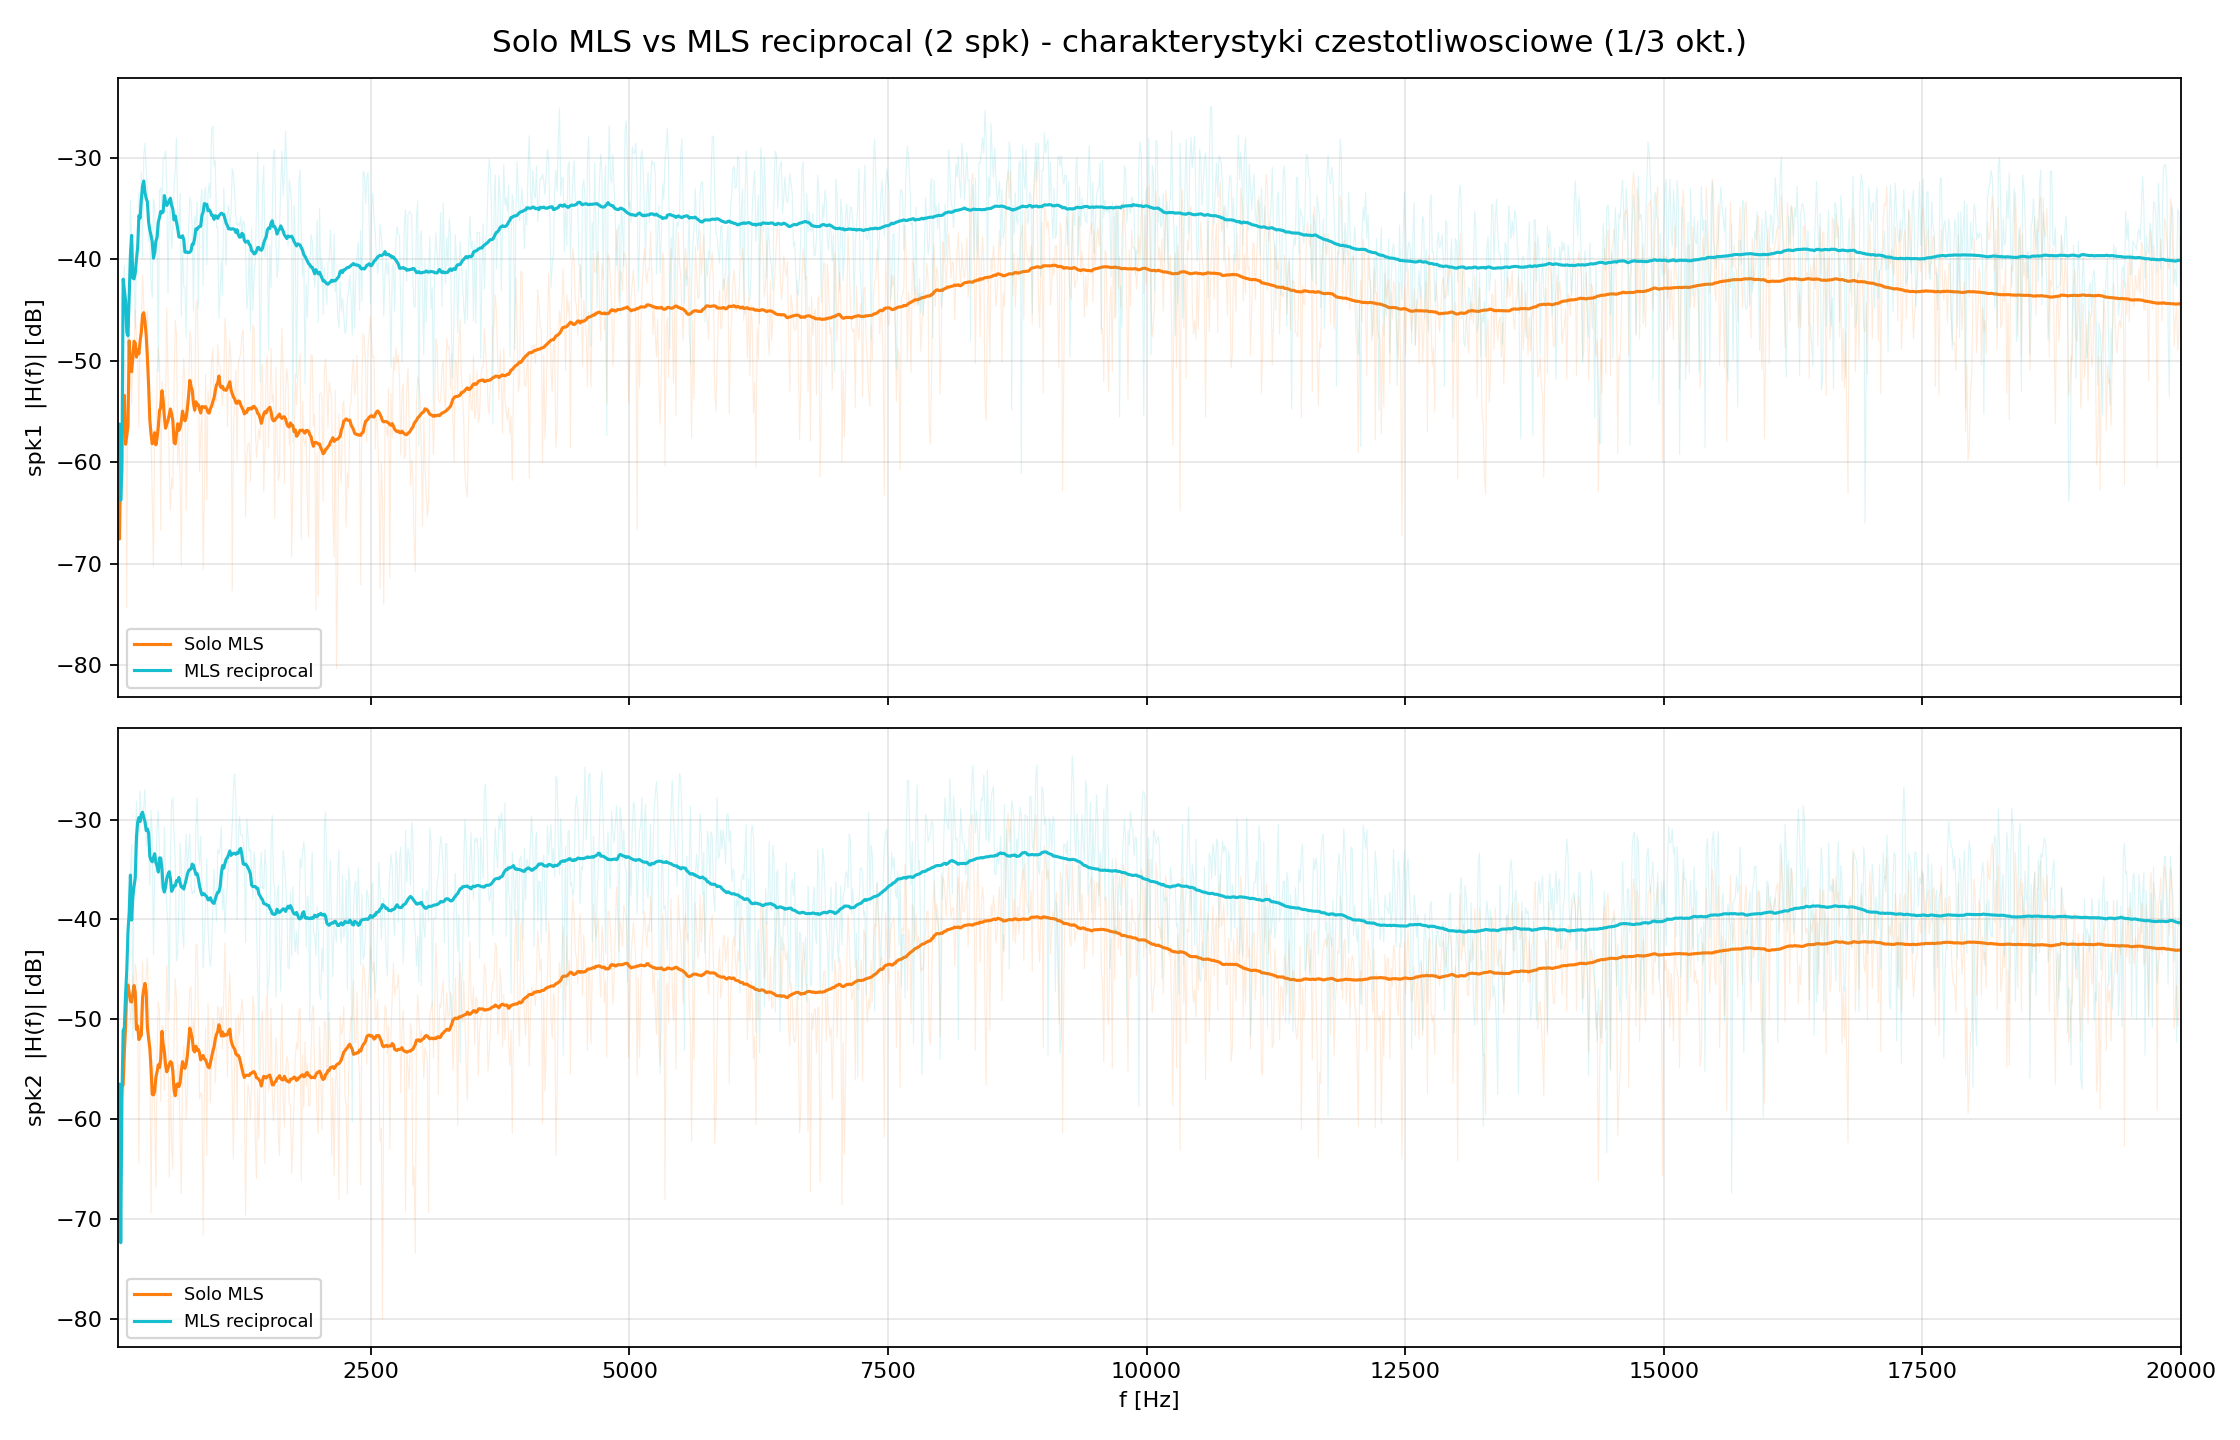 Solo MLS vs MLS reciprocal (2 spk) - charakterystyki czestotliwosciowe (1/3 okt.)
spk1 |H(f)| [dB]
−30
−40
−50
−60
−70
−80
Solo MLS
MLS reciprocal
spk2 |H(f)| [dB]
−30
−40
−50
−60
−70
−80
Solo MLS
MLS reciprocal
2500 5000 7500 10000 12500 15000 17500 20000
f [Hz]